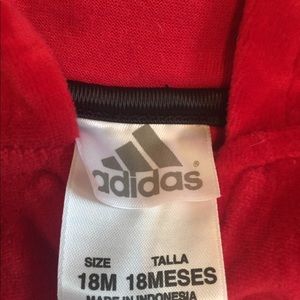 adidas®
SIZE TALLA
18M 18MESES
MADE IN INDONESIA